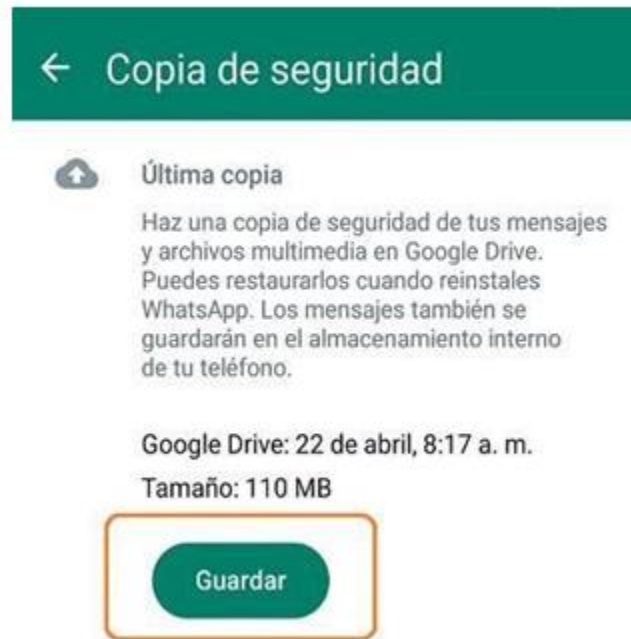 Copia de seguridad
Última copia
Haz una copia de seguridad de tus mensajes
y archivos multimedia en Google Drive.
Puedes restaurarlos cuando reinstales
WhatsApp. Los mensajes también se
guardarán en el almacenamiento interno
de tu teléfono.
Google Drive: 22 de abril, 8:17 a. m.
Tamaño: 110 MB
Guardar